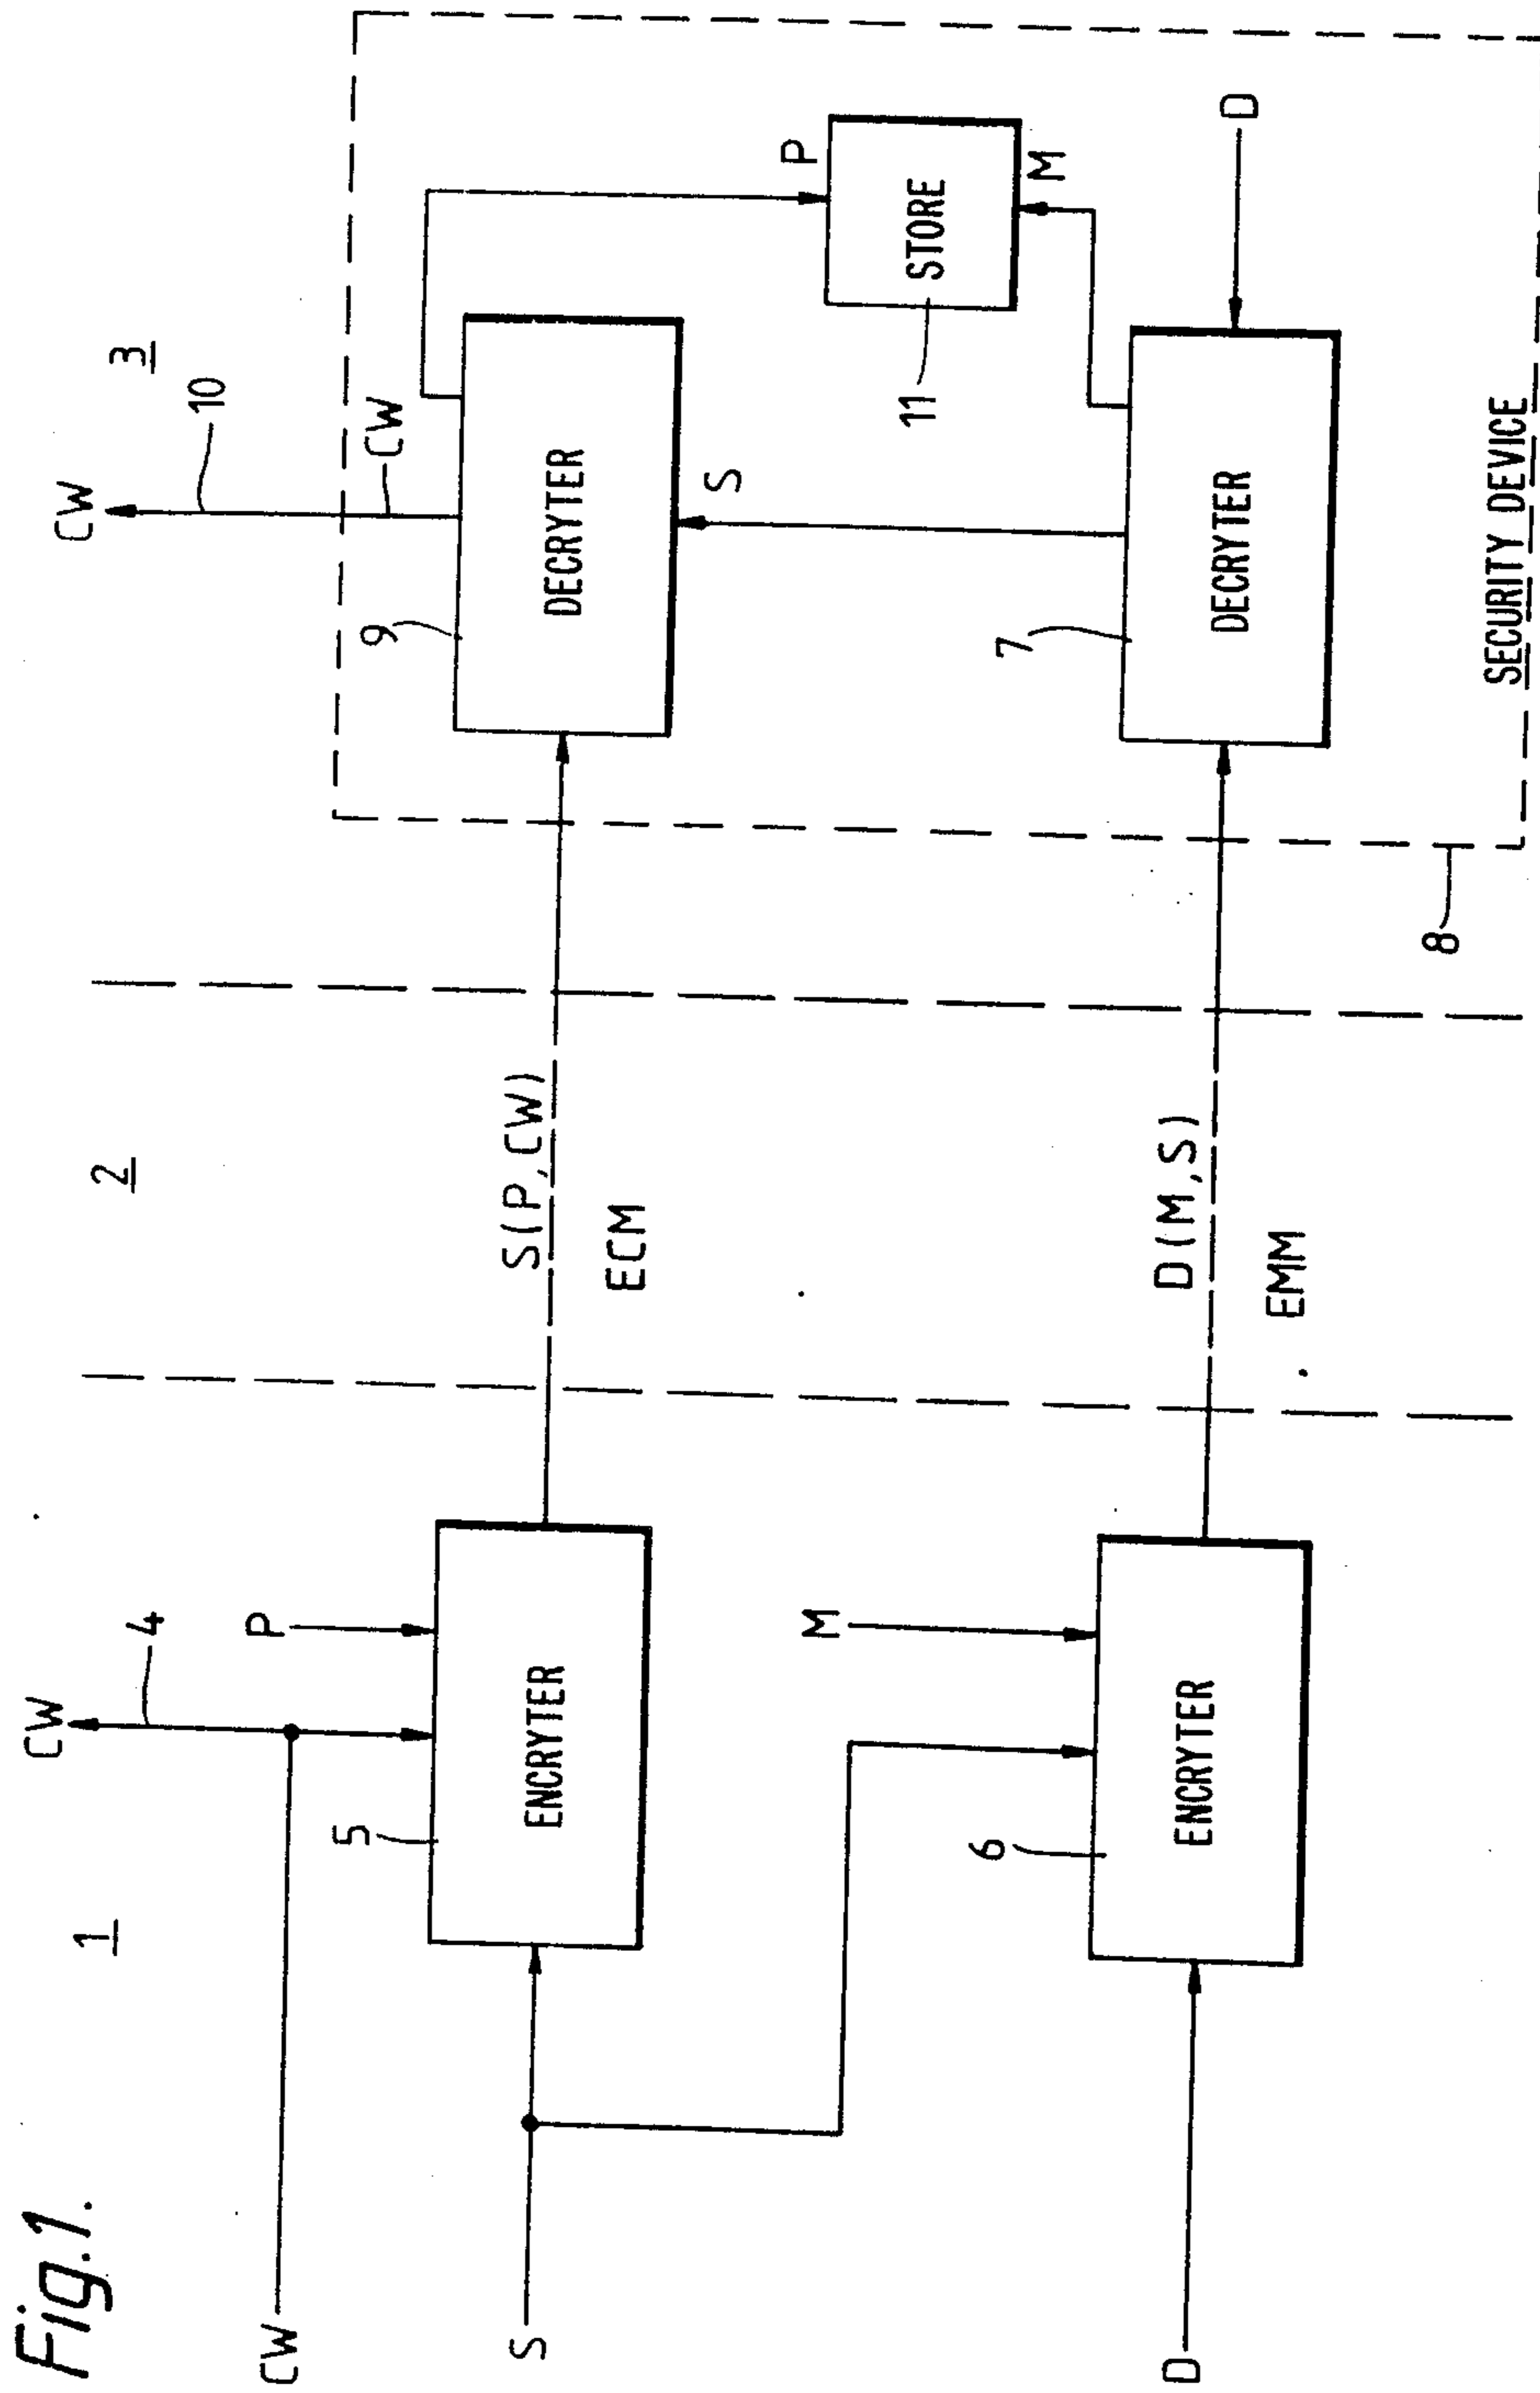 Fig.1.
1
2
3
CW
4
CW
10
CW
P
CW
5
ENCRYTER
S
S(P,CW)
ECM
9
DECRYTER
S
P
STORE
11
M
M
6
ENCRYTER
D
D(M,S)
EMM
7
DECRYTER
D
8
SECURITY DEVICE